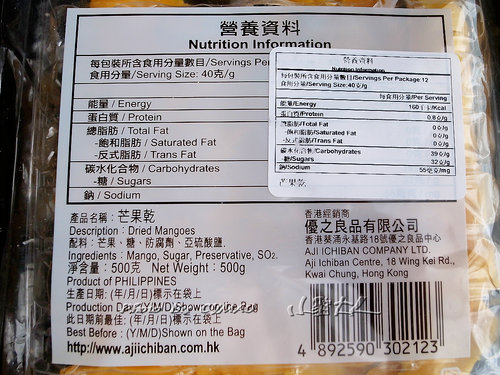 營養資料
Nutrition Information
每包裝所含食用分量數目/Servings Per
食用分量/Serving Size: 40克/g
能量 / Energy
蛋白質 / Protein
總脂肪 / Total Fat
-飽和脂肪 / Saturated Fat
-反式脂肪 / Trans Fat
碳水化合物 / Carbohydrates
-糖 / Sugars
鈉 / Sodium
營養資料
Nutrition Information
每包裝所含食用分量數目/Servings Per Package:12
食用分量/Serving Size:40克/g
每食用分量/Per Serving
能量/Energy 160千卡/Kcal
蛋白質/Protein 0.8克/g
總脂肪/Total Fat 0克/g
-飽和脂肪/Saturated Fat 0克/g
-反式脂肪/Trans Fat 0克/g
碳水化合物/Carbohydrates 39克/g
-糖/Sugars 32克/g
鈉/Sodium 55毫克/mg
芒果乾
產品名稱：芒果乾
Description : Dried Mangoes
配料：芒果、糖、防腐劑、亞硫酸鹽.
Ingredients : Mango, Sugar, Preservative, SO2.
淨含量：500克 Net Weight : 500g
Product of PHILIPPINES
生產日期: (年/月/日)標示在袋上
Production Date:(Y/M/D)Shown on the Bag
此日期前最佳: (年/月/日)標示在袋上
Best Before : (Y/M/D)Shown on the Bag
http://www.ajiichiban.com.hk
香港經銷商
優之良品有限公司
香港葵涌永基路18號優之良品中心
AJI ICHIBAN COMPANY LTD.
Aji Ichiban Centre, 18 Wing Kei Rd.,
Kwai Chung, Hong Kong
4 892590 302123